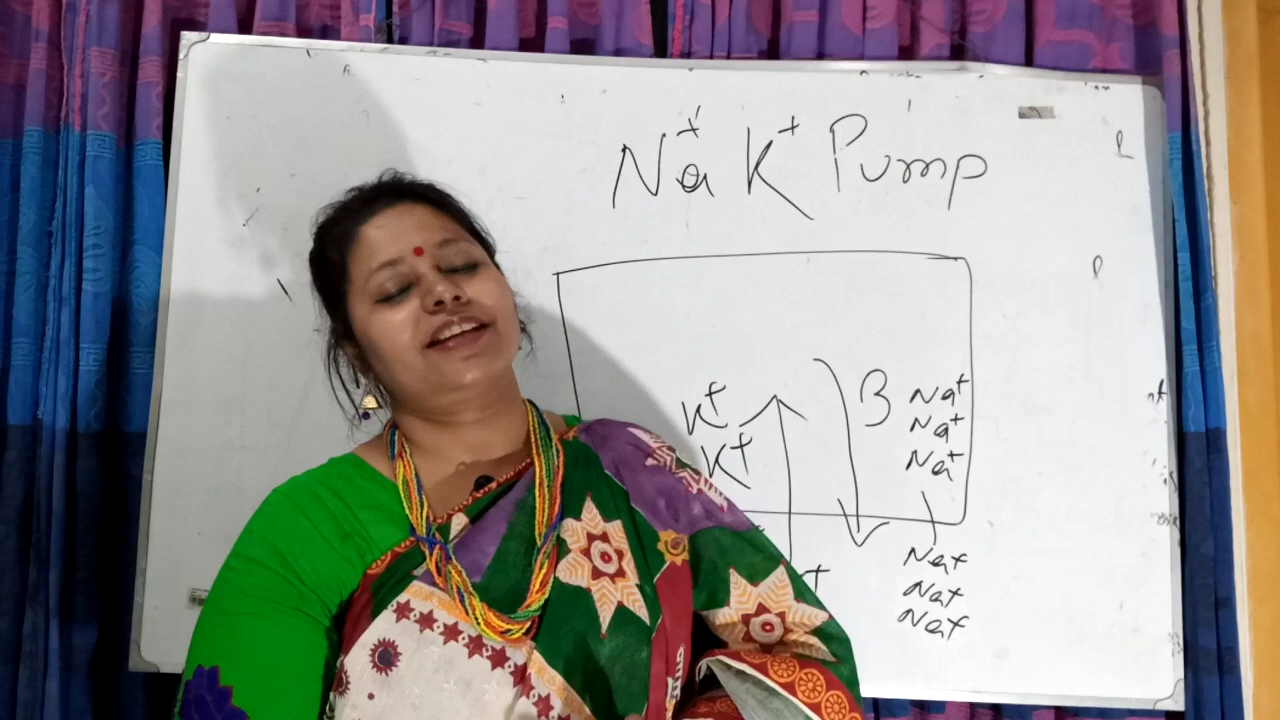 Na⁺ K⁺ Pump
K⁺ 3 Na⁺
K⁺ Na⁺
Na⁺
Na+
Na+
Na+